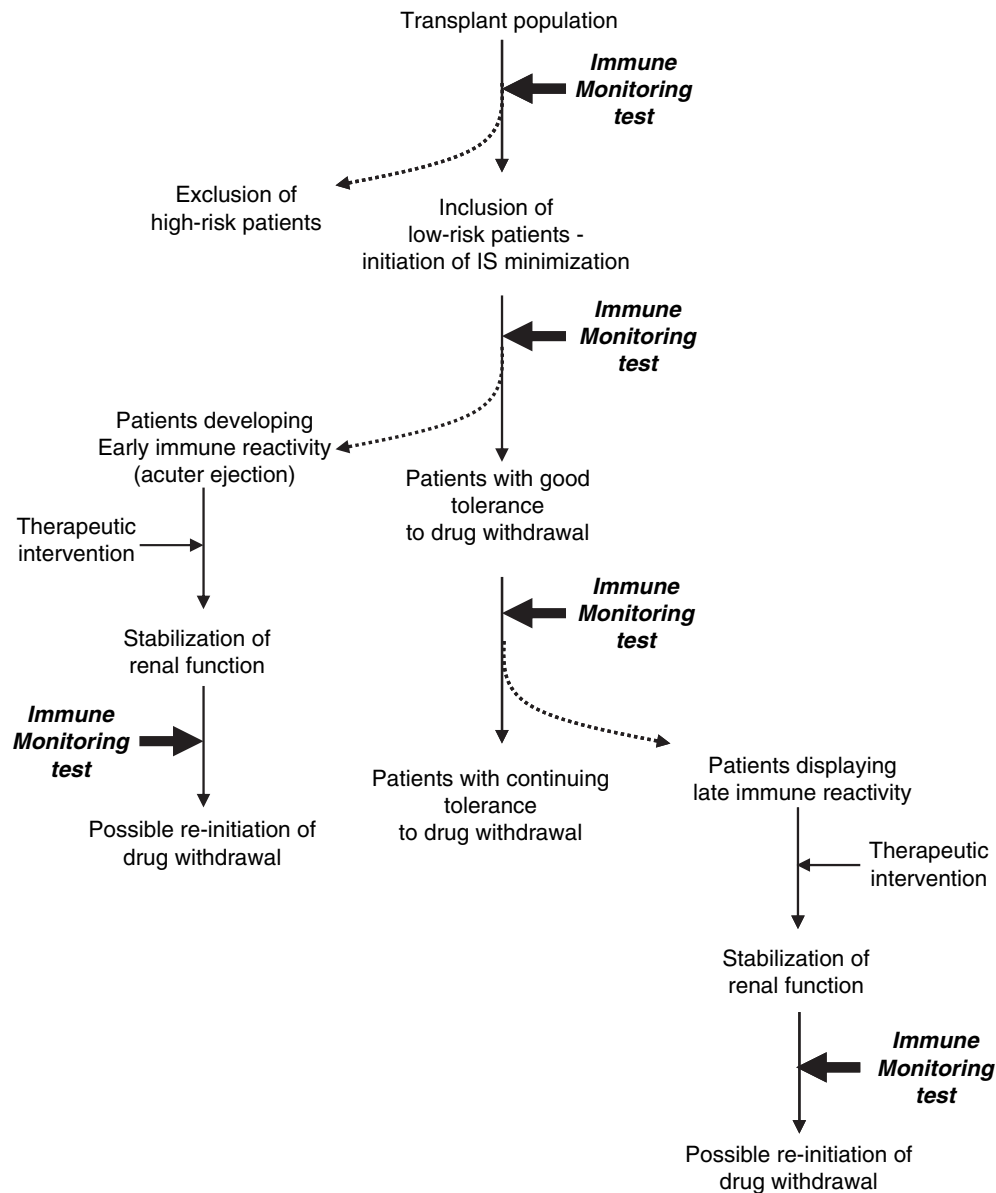 Transplant population
Immune
Monitoring
test
Exclusion of
high-risk patients
Inclusion of
low-risk patients -
initiation of IS minimization
Immune
Monitoring
test
Patients developing
Early immune reactivity
(acuter ejection)
Patients with good
tolerance
to drug withdrawal
Therapeutic
intervention
Immune
Monitoring
test
Stabilization of
renal function
Immune
Monitoring
test
Patients with continuing
tolerance
to drug withdrawal
Patients displaying
late immune reactivity
Possible re-initiation of
drug withdrawal
Therapeutic
intervention
Stabilization of
renal function
Immune
Monitoring
test
Possible re-initiation of
drug withdrawal